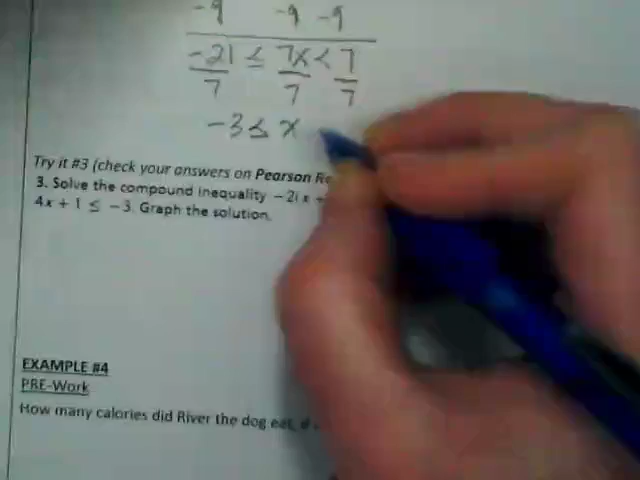 -9 -9 -9
-21 ≤ 7x < 7
7 7 7
-3 ≤ x
Try it #3 (check your answers on Pearson
3. Solve the compound inequality
4x + 1 ≤ -3. Graph the solution.
EXAMPLE #4
PRE-Work
How many calories did River the dog eat,